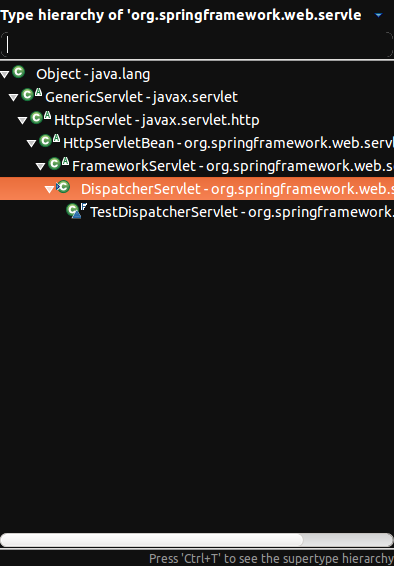 Type hierarchy of 'org.springframework.web.servle
Object - java.lang
GenericServlet - javax.servlet
HttpServlet - javax.servlet.http
HttpServletBean - org.springframework.web.serv
FrameworkServlet - org.springframework.web.s
DispatcherServlet - org.springframework.web.s
TestDispatcherServlet - org.springframework.
Press 'Ctrl+T' to see the supertype hierarchy